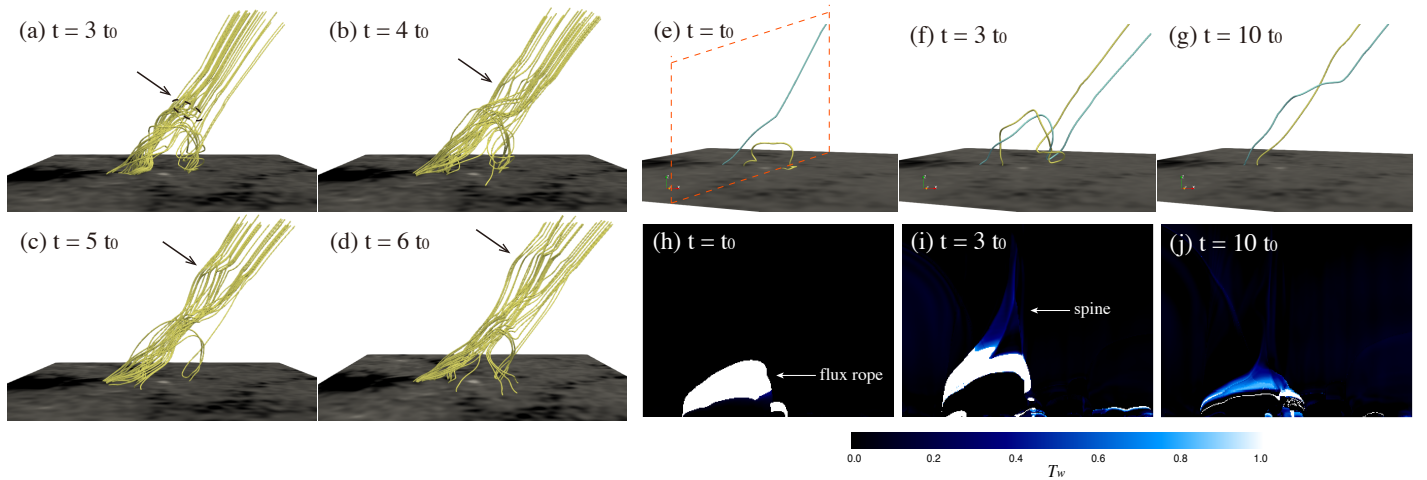 (a) t = 3 t0
(b) t = 4 t0
(c) t = 5 t0
(d) t = 6 t0
(e) t = t0
(f) t = 3 t0
(g) t = 10 t0
(h) t = t0
flux rope
(i) t = 3 t0
spine
(j) t = 10 t0
0.0 0.2 0.4 0.6 0.8 1.0
Tw